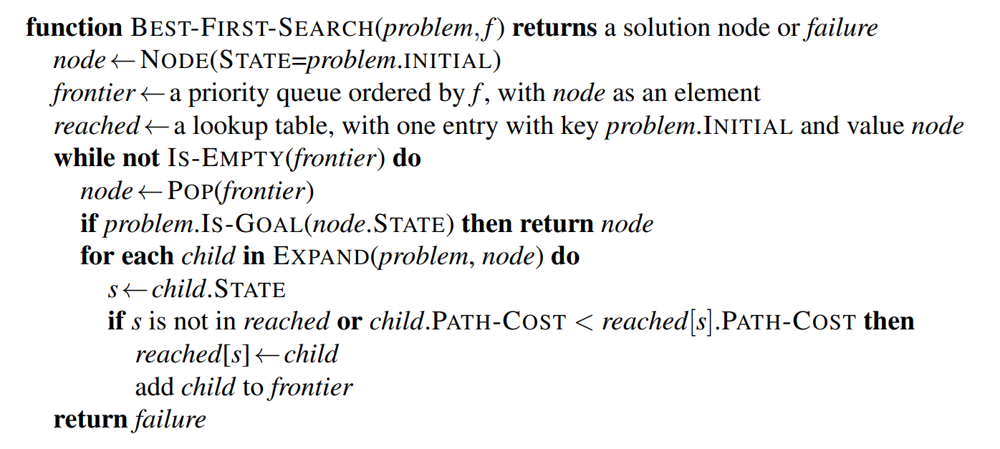 function BEST-FIRST-SEARCH(problem,f) returns a solution node or failure
node←NODE(STATE=problem.INITIAL)
frontier←a priority queue ordered by f, with node as an element
reached←a lookup table, with one entry with key problem.INITIAL and value node
while not IS-EMPTY(frontier) do
node←POP(frontier)
if problem.IS-GOAL(node.STATE) then return node
for each child in EXPAND(problem, node) do
s←child.STATE
if s is not in reached or child.PATH-COST < reached[s].PATH-COST then
reached[s]←child
add child to frontier
return failure